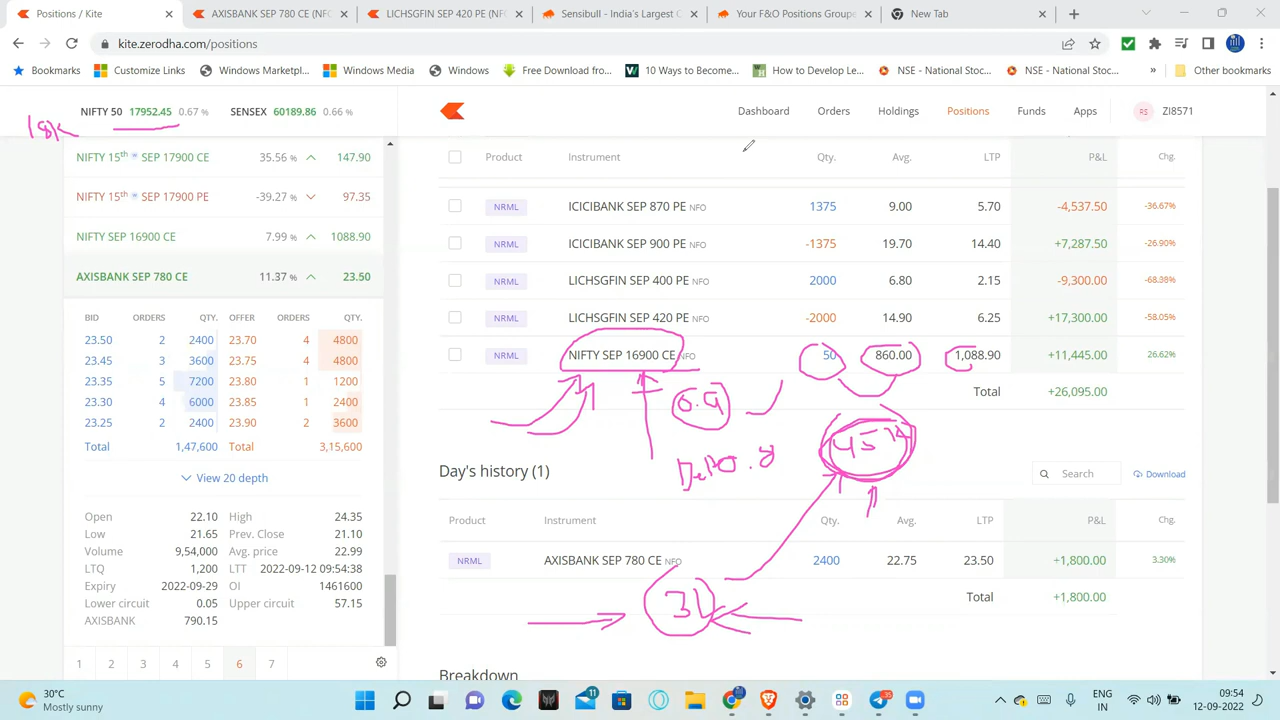 Positions / Kite
AXISBANK SEP 780 CE (NFO
LICHSGFIN SEP 420 PE (NFO
Sensibull - India's Largest O
Your F&O Positions Groupe
New Tab
kite.zerodha.com/positions
Bookmarks Customize Links Windows Marketpl... Windows Media Windows Free Download from... 10 Ways to Become... How to Develop Le... NSE - National Stoc... NSE - National Stoc... » Other bookmarks
NIFTY 50 17952.45 0.67 % SENSEX 60189.86 0.66 %
18K
Dashboard Orders Holdings Positions Funds Apps RS ZI8571
NIFTY 15th w SEP 17900 CE 35.56 % 147.90
NIFTY 15th w SEP 17900 PE -39.27 % 97.35
NIFTY SEP 16900 CE 7.99 % 1088.90
AXISBANK SEP 780 CE 11.37 % 23.50
BID ORDERS QTY. OFFER ORDERS QTY.
23.50 2 2400 23.70 4 4800
23.45 3 3600 23.75 4 4800
23.35 5 7200 23.80 1 1200
23.30 4 6000 23.85 1 2400
23.25 2 2400 23.90 2 3600
Total 1,47,600 Total 3,15,600
View 20 depth
Open 22.10 High 24.35
Low 21.65 Prev. Close 21.10
Volume 9,54,000 Avg. price 22.99
LTQ 1,200 LTT 2022-09-12 09:54:38
Expiry 2022-09-29 OI 1461600
Lower circuit 0.05 Upper circuit 57.15
AXISBANK 790.15
1 2 3 4 5 6 7
Product Instrument Qty. Avg. LTP P&L Chg.
NRML ICICIBANK SEP 870 PE NFO 1375 9.00 5.70 -4,537.50 -36.67%
NRML ICICIBANK SEP 900 PE NFO -1375 19.70 14.40 +7,287.50 -26.90%
NRML LICHSGFIN SEP 400 PE NFO 2000 6.80 2.15 -9,300.00 -68.38%
NRML LICHSGFIN SEP 420 PE NFO -2000 14.90 6.25 +17,300.00 -58.05%
NRML NIFTY SEP 16900 CE NFO 50 860.00 1,088.90 +11,445.00 26.62%
Total +26,095.00
0.9
45K
Day's history (1) Search Download
Product Instrument Qty. Avg. LTP P&L Chg.
NRML AXISBANK SEP 780 CE NFO 2400 22.75 23.50 +1,800.00 3.30%
Total +1,800.00
3L
Breakdown
30°C
Mostly sunny
11
35
ENG
IN
09:54
12-09-2022